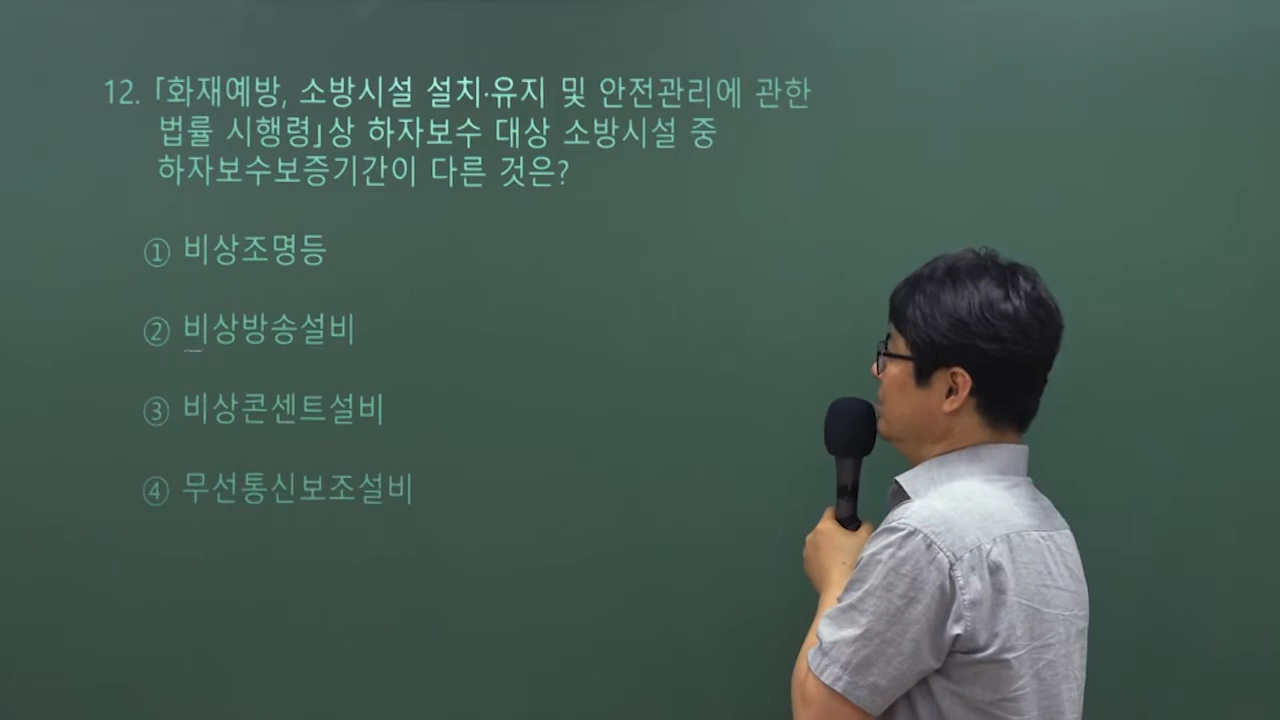 12. 「화재예방, 소방시설 설치·유지 및 안전관리에 관한
법률 시행령」상 하자보수 대상 소방시설 중
하자보수보증기간이 다른 것은?
① 비상조명등
② 비상방송설비
③ 비상콘센트설비
④ 무선통신보조설비